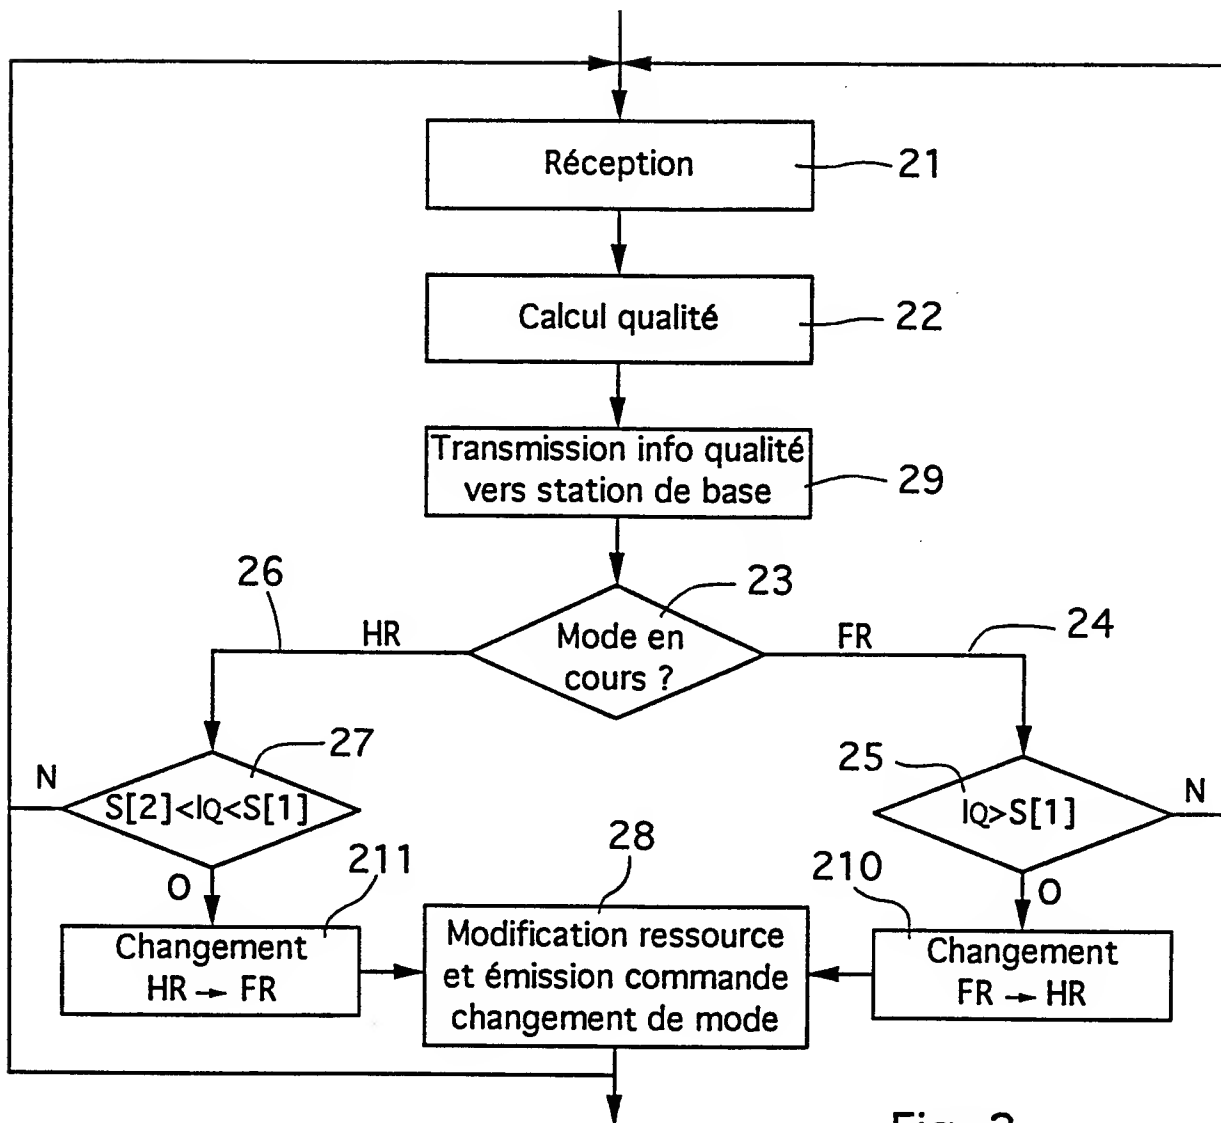 Réception
21
Calcul qualité
22
Transmission info qualité
vers station de base
29
26
23
HR
Mode en
cours ?
FR
24
27
N
S[2]<IQ<S[1]
25
IQ>S[1]
N
O
211
28
210
O
Changement
HR → FR
Modification ressource
et émission commande
changement de mode
Changement
FR → HR